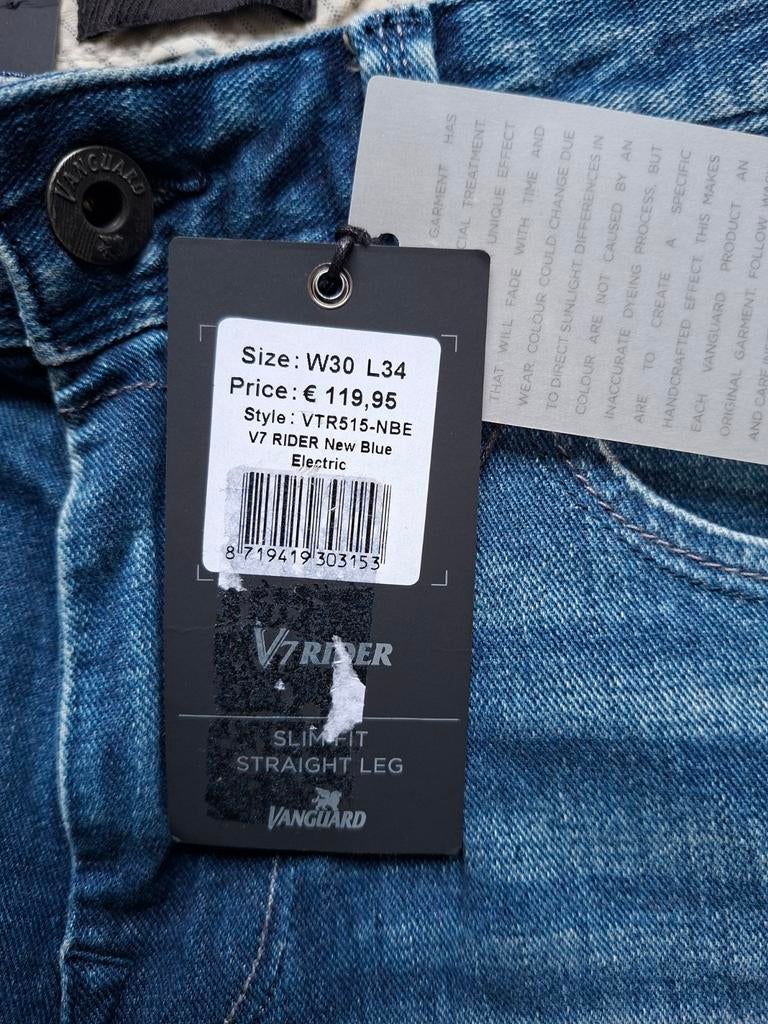 VANGUARD
Size: W30 L34
Price: € 119,95
Style : VTR515-NBE
V7 RIDER New Blue
Electric
8 719419 303153
V7 RIDER
SLIM FIT
STRAIGHT LEG
VANGUARD
GARMENT HAS
CIAL TREATMENT
UNIQUE EFFECT
THAT WILL FADE WITH TIME AND
WEAR. COLOUR COULD CHANGE DUE
TO DIRECT SUNLIGHT DIFFERENCES IN
COLOUR ARE NOT CAUSED BY AN
INACCURATE DYEING PROCESS, BUT
ARE TO CREATE A SPECIFIC
HANDCRAFTED EFFECT. THIS MAKES
EACH VANGUARD PRODUCT AN
ORIGINAL GARMENT. FOLLOW
AND CARE